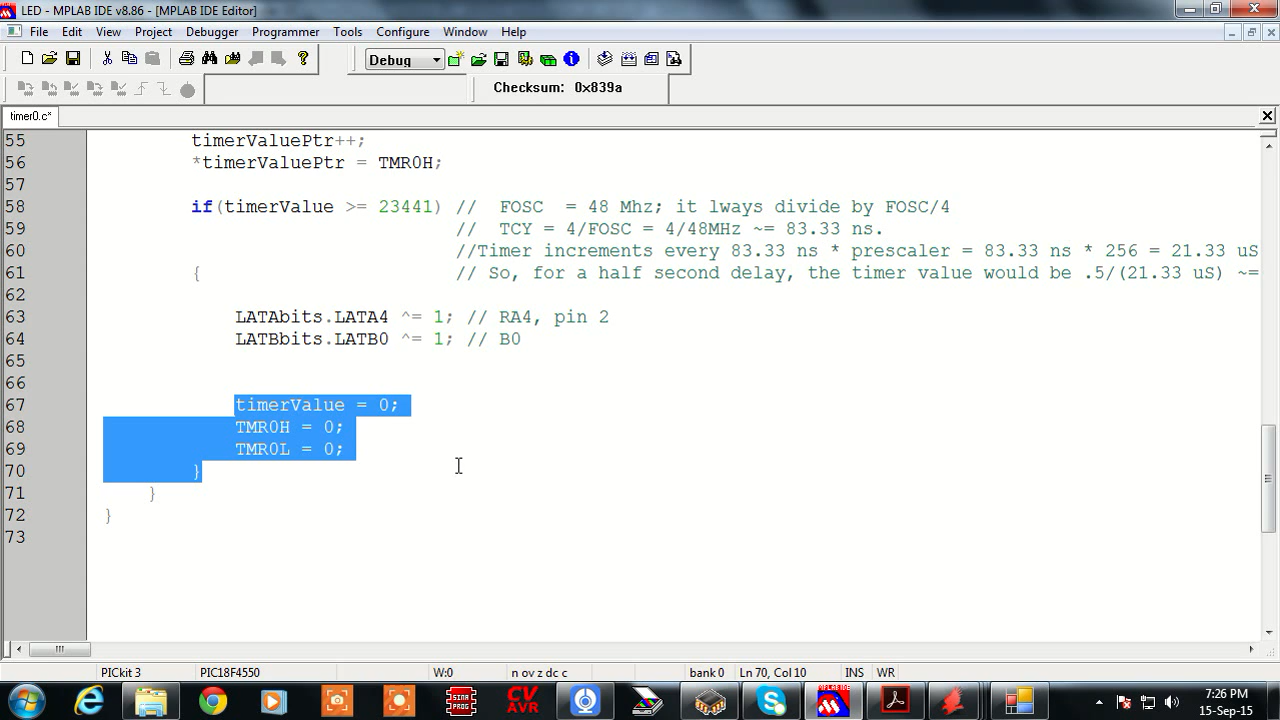 LED - MPLAB IDE v8.86 - [MPLAB IDE Editor]
File Edit View Project Debugger Programmer Tools Configure Window Help
Debug
Checksum: 0x839a
timer0.c*
55 timerValuePtr++;
56 *timerValuePtr = TMR0H;
57
58 if(timerValue >= 23441) // FOSC = 48 Mhz; it lways divide by FOSC/4
59 // TCY = 4/FOSC = 4/48MHz ~= 83.33 ns.
60 //Timer increments every 83.33 ns * prescaler = 83.33 ns * 256 = 21.33 uS
61 { // So, for a half second delay, the timer value would be .5/(21.33 uS) ~=
62
63 LATAbits.LATA4 ^= 1; // RA4, pin 2
64 LATBbits.LATB0 ^= 1; // B0
65
66
67 timerValue = 0;
68 TMR0H = 0;
69 TMR0L = 0;
70 }
71 }
72 }
73
PICkit 3 PIC18F4550 W:0 n ov z dc c bank 0 Ln 70, Col 10 INS WR
SINA PROG
CV AVR
MPLAB IDE
7:26 PM
15-Sep-15